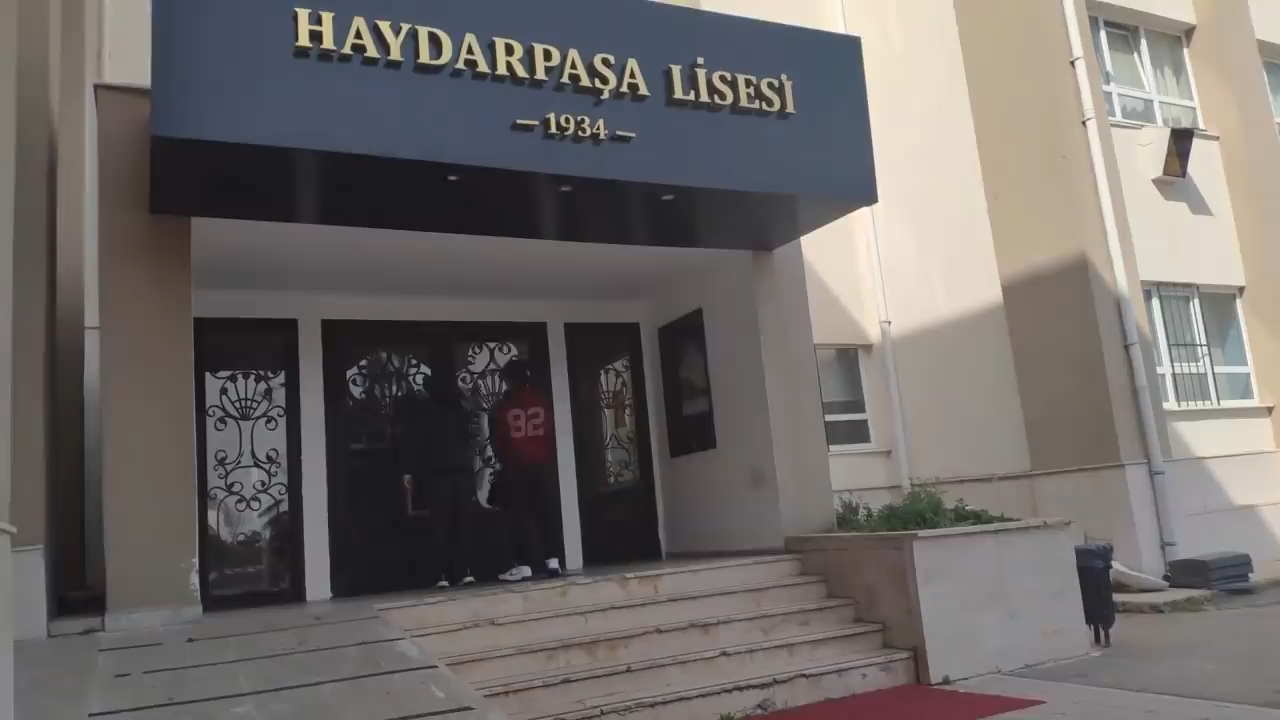 HAYDARPAŞA LİSESİ
— 1934 —
82